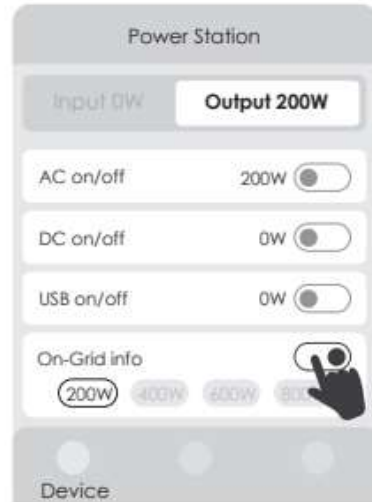 Power Station
Input 0W Output 200W
AC on/off 200W
DC on/off 0W
USB on/off 0W
On-Grid info
200W 400W 600W
Device